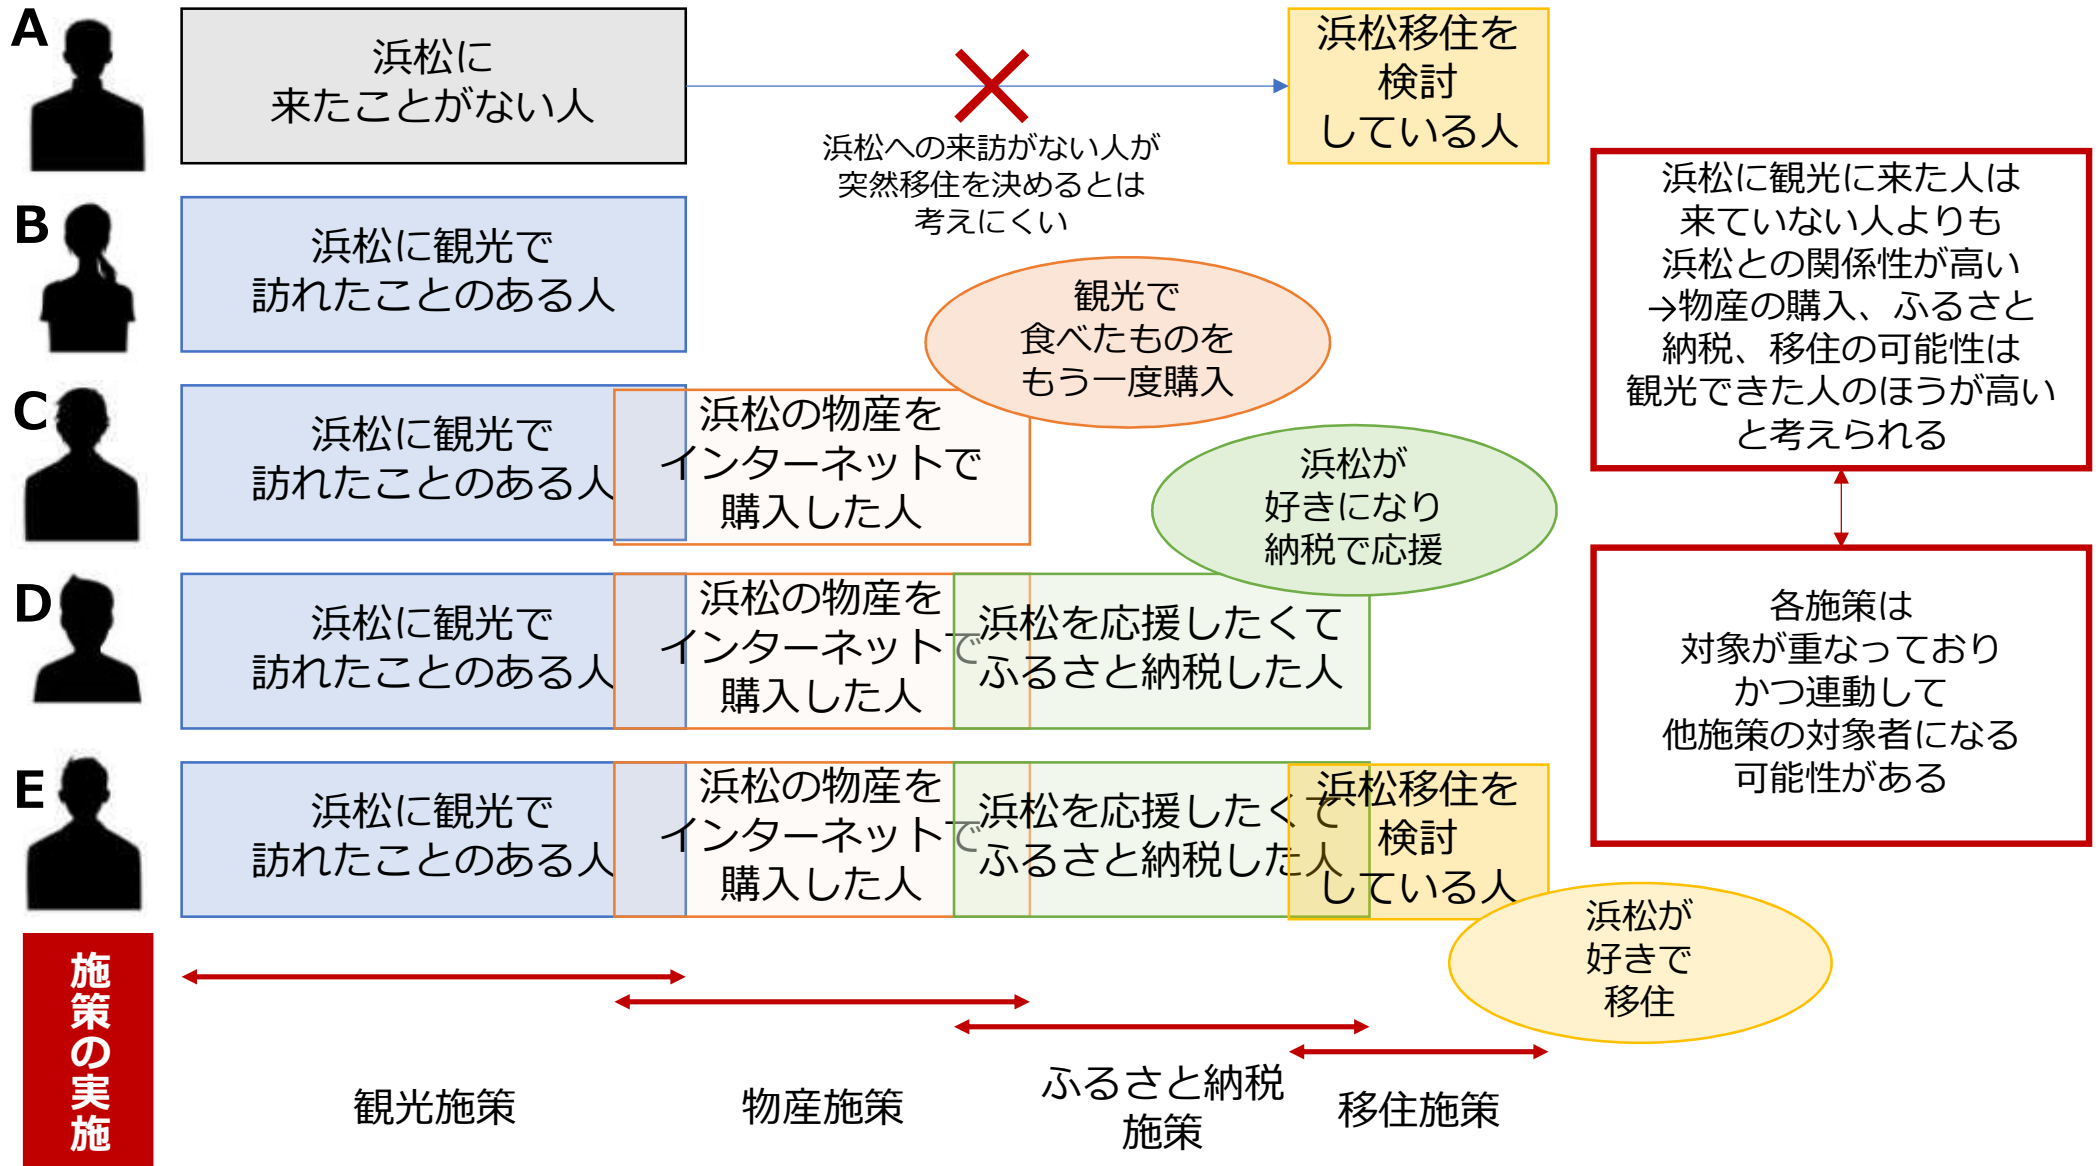 A
浜松に
来たことがない人
浜松移住を
検討
している人
浜松への来訪がない人が
突然移住を決めるとは
考えにくい
B
浜松に観光で
訪れたことのある人
観光で
食べたものを
もう一度購入
C
浜松に観光で
訪れたことのある人
浜松の物産を
インターネットで
購入した人
浜松が
好きになり
納税で応援
D
浜松に観光で
訪れたことのある人
浜松の物産を
インターネットで
購入した人
浜松を応援したくて
ふるさと納税した人
E
浜松に観光で
訪れたことのある人
浜松の物産を
インターネットで
購入した人
浜松を応援したくて
ふるさと納税した人
浜松移住を
検討
している人
浜松が
好きで
移住
浜松に観光に来た人は
来ていない人よりも
浜松との関係性が高い
→物産の購入、ふるさと
納税、移住の可能性は
観光できた人のほうが高い
と考えられる
各施策は
対象が重なっており
かつ連動して
他施策の対象者になる
可能性がある
施策の実施
観光施策
物産施策
ふるさと納税
施策
移住施策